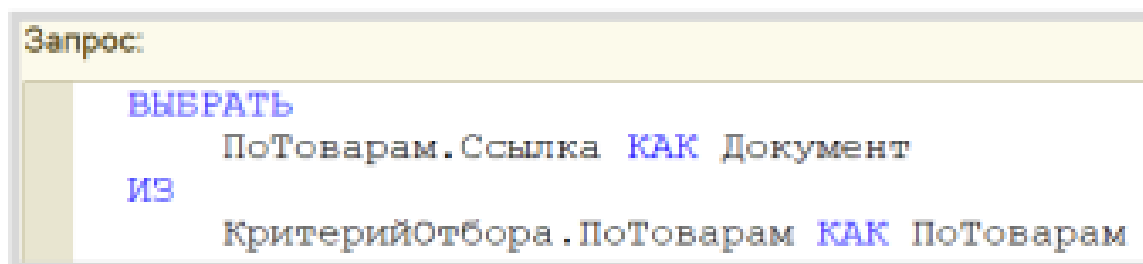 Запрос:
ВЫБРАТЬ
ПоТоварам.Ссылка КАК Документ
ИЗ
КритерийОтбора.ПоТоварам КАК ПоТоварам